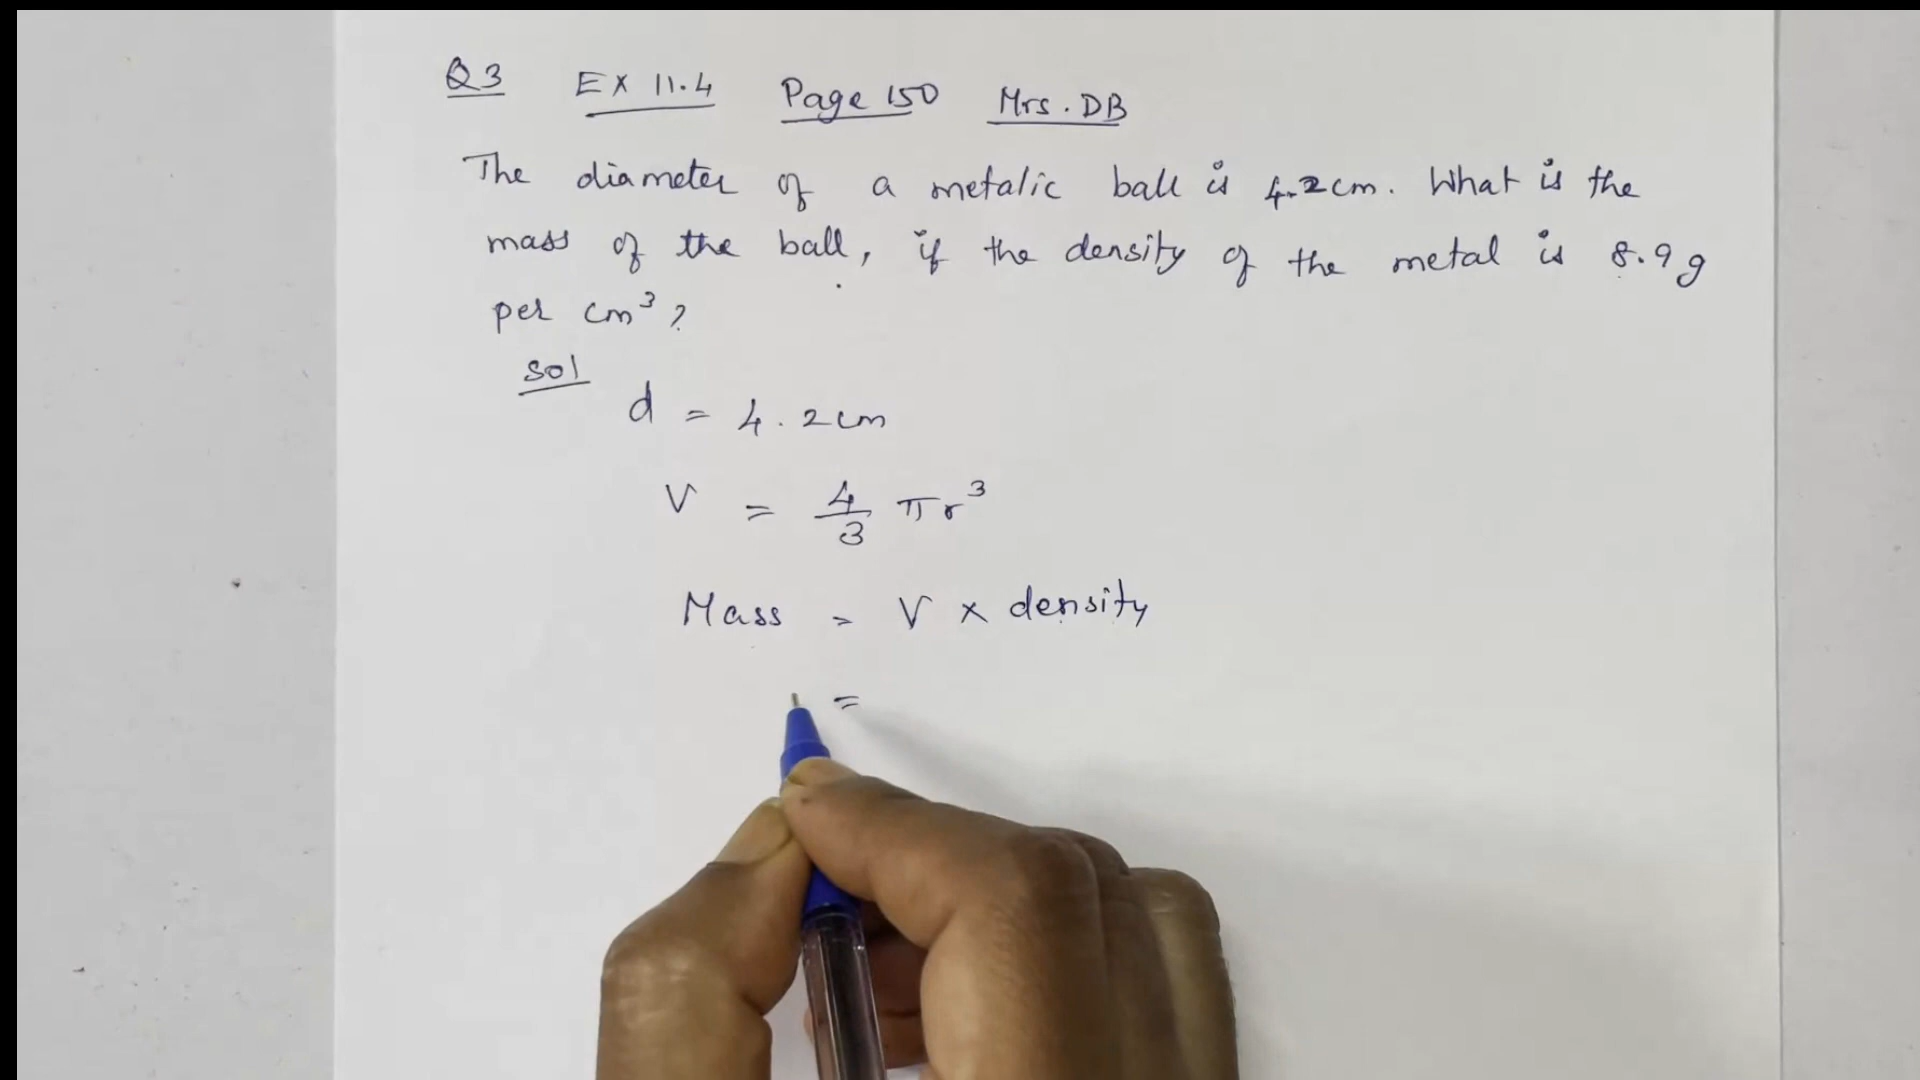 Q3 EX 11.4 Page 150 Mrs. DB
The diameter of a metalic ball is 4.2cm. What is the
mass of the ball, if the density of the metal is 8.9g
per cm³?
Sol
d = 4.2cm
V = 4/3 πr³
Mass = V × density
=